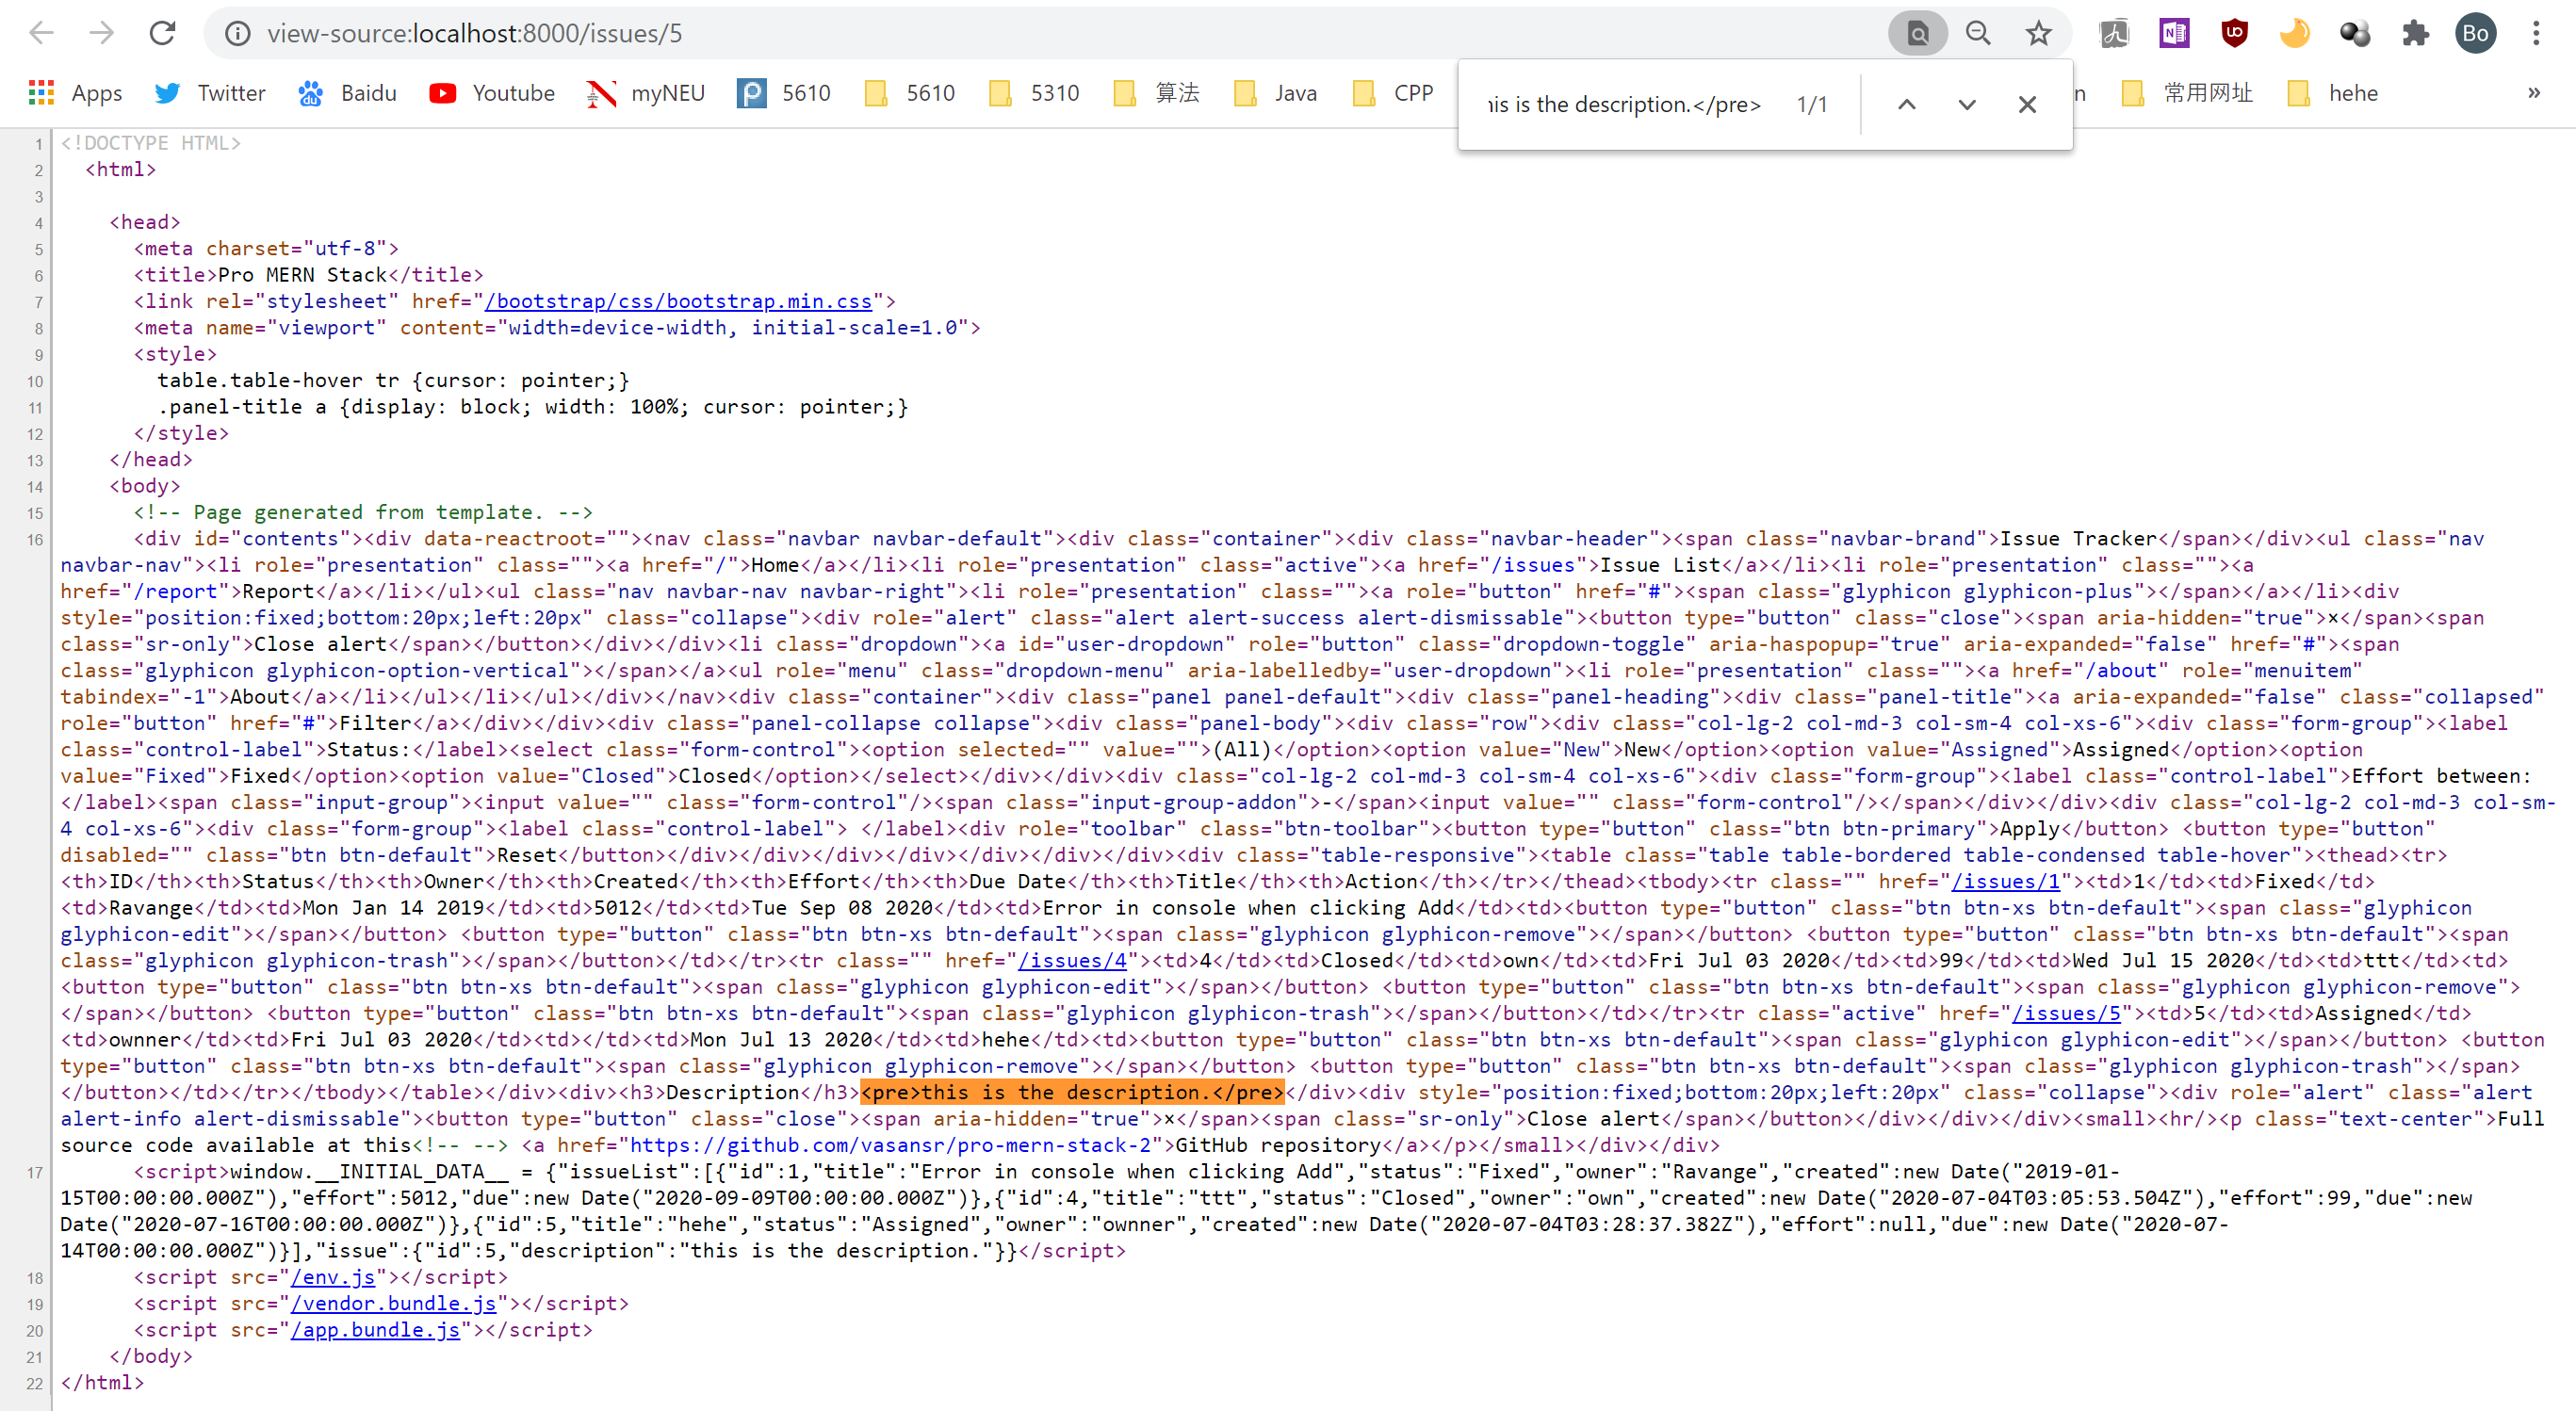 view-source:localhost:8000/issues/5
Bo
Apps Twitter Baidu Youtube myNEU 5610 5610 5310 算法 Java CPP n 常用网址 hehe »
his is the description.</pre> 1/1
1 <!DOCTYPE HTML>
2 <html>
3
4 <head>
5 <meta charset="utf-8">
6 <title>Pro MERN Stack</title>
7 <link rel="stylesheet" href="/bootstrap/css/bootstrap.min.css">
8 <meta name="viewport" content="width=device-width, initial-scale=1.0">
9 <style>
10 table.table-hover tr {cursor: pointer;}
11 .panel-title a {display: block; width: 100%; cursor: pointer;}
12 </style>
13 </head>
14 <body>
15 <!-- Page generated from template. -->
16 <div id="contents"><div data-reactroot=""><nav class="navbar navbar-default"><div class="container"><div class="navbar-header"><span class="navbar-brand">Issue Tracker</span></div><ul class="nav
navbar-nav"><li role="presentation" class=""><a href="/">Home</a></li><li role="presentation" class="active"><a href="/issues">Issue List</a></li><li role="presentation" class=""><a
href="/report">Report</a></li></ul><ul class="nav navbar-nav navbar-right"><li role="presentation" class=""><a role="button" href="#"><span class="glyphicon glyphicon-plus"></span></a></li><div
style="position:fixed;bottom:20px;left:20px" class="collapse"><div role="alert" class="alert alert-success alert-dismissable"><button type="button" class="close"><span aria-hidden="true">×</span><span
class="sr-only">Close alert</span></button></div></div><li class="dropdown"><a id="user-dropdown" role="button" class="dropdown-toggle" aria-haspopup="true" aria-expanded="false" href="#"><span
class="glyphicon glyphicon-option-vertical"></span></a><ul role="menu" class="dropdown-menu" aria-labelledby="user-dropdown"><li role="presentation" class=""><a href="/about" role="menuitem"
tabindex="-1">About</a></li></ul></li></ul></div></nav><div class="container"><div class="panel panel-default"><div class="panel-heading"><div class="panel-title"><a aria-expanded="false" class="collapsed"
role="button" href="#">Filter</a></div></div><div class="panel-collapse collapse"><div class="panel-body"><div class="row"><div class="col-lg-2 col-md-3 col-sm-4 col-xs-6"><div class="form-group"><label
class="control-label">Status:</label><select class="form-control"><option selected="" value="">(All)</option><option value="New">New</option><option value="Assigned">Assigned</option><option
value="Fixed">Fixed</option><option value="Closed">Closed</option></select></div></div><div class="col-lg-2 col-md-3 col-sm-4 col-xs-6"><div class="form-group"><label class="control-label">Effort between:
</label><span class="input-group"><input value="" class="form-control"/><span class="input-group-addon">-</span><input value="" class="form-control"/></span></div></div><div class="col-lg-2 col-md-3 col-sm-
4 col-xs-6"><div class="form-group"><label class="control-label"> </label><div role="toolbar" class="btn-toolbar"><button type="button" class="btn btn-primary">Apply</button> <button type="button"
disabled="" class="btn btn-default">Reset</button></div></div></div></div></div></div></div><div class="table-responsive"><table class="table table-bordered table-condensed table-hover"><thead><tr>
<th>ID</th><th>Status</th><th>Owner</th><th>Created</th><th>Effort</th><th>Due Date</th><th>Title</th><th>Action</th></tr></thead><tbody><tr class="" href="/issues/1"><td>1</td><td>Fixed</td>
<td>Ravange</td><td>Mon Jan 14 2019</td><td>5012</td><td>Tue Sep 08 2020</td><td>Error in console when clicking Add</td><td><button type="button" class="btn btn-xs btn-default"><span class="glyphicon
glyphicon-edit"></span></button> <button type="button" class="btn btn-xs btn-default"><span class="glyphicon glyphicon-remove"></span></button> <button type="button" class="btn btn-xs btn-default"><span
class="glyphicon glyphicon-trash"></span></button></td></tr><tr class="" href="/issues/4"><td>4</td><td>Closed</td><td>own</td><td>Fri Jul 03 2020</td><td>99</td><td>Wed Jul 15 2020</td><td>ttt</td><td>
<button type="button" class="btn btn-xs btn-default"><span class="glyphicon glyphicon-edit"></span></button> <button type="button" class="btn btn-xs btn-default"><span class="glyphicon glyphicon-remove">
</span></button> <button type="button" class="btn btn-xs btn-default"><span class="glyphicon glyphicon-trash"></span></button></td></tr><tr class="active" href="/issues/5"><td>5</td><td>Assigned</td>
<td>ownner</td><td>Fri Jul 03 2020</td><td></td><td>Mon Jul 13 2020</td><td>hehe</td><td><button type="button" class="btn btn-xs btn-default"><span class="glyphicon glyphicon-edit"></span></button> <button
type="button" class="btn btn-xs btn-default"><span class="glyphicon glyphicon-remove"></span></button> <button type="button" class="btn btn-xs btn-default"><span class="glyphicon glyphicon-trash"></span>
</button></td></tr></tbody></table></div><div><h3>Description</h3><pre>this is the description.</pre></div><div style="position:fixed;bottom:20px;left:20px" class="collapse"><div role="alert" class="alert
alert-info alert-dismissable"><button type="button" class="close"><span aria-hidden="true">×</span><span class="sr-only">Close alert</span></button></div></div></div><small><hr/><p class="text-center">Full
source code available at this<!-- --> <a href="https://github.com/vasansr/pro-mern-stack-2">GitHub repository</a></p></small></div></div>
17 <script>window.__INITIAL_DATA__ = {"issueList":[{"id":1,"title":"Error in console when clicking Add","status":"Fixed","owner":"Ravange","created":new Date("2019-01-
15T00:00:00.000Z"),"effort":5012,"due":new Date("2020-09-09T00:00:00.000Z")},{"id":4,"title":"ttt","status":"Closed","owner":"own","created":new Date("2020-07-04T03:05:53.504Z"),"effort":99,"due":new
Date("2020-07-16T00:00:00.000Z")},{"id":5,"title":"hehe","status":"Assigned","owner":"ownner","created":new Date("2020-07-04T03:28:37.382Z"),"effort":null,"due":new Date("2020-07-
14T00:00:00.000Z")}],"issue":{"id":5,"description":"this is the description."}}</script>
18 <script src="/env.js"></script>
19 <script src="/vendor.bundle.js"></script>
20 <script src="/app.bundle.js"></script>
21 </body>
22 </html>